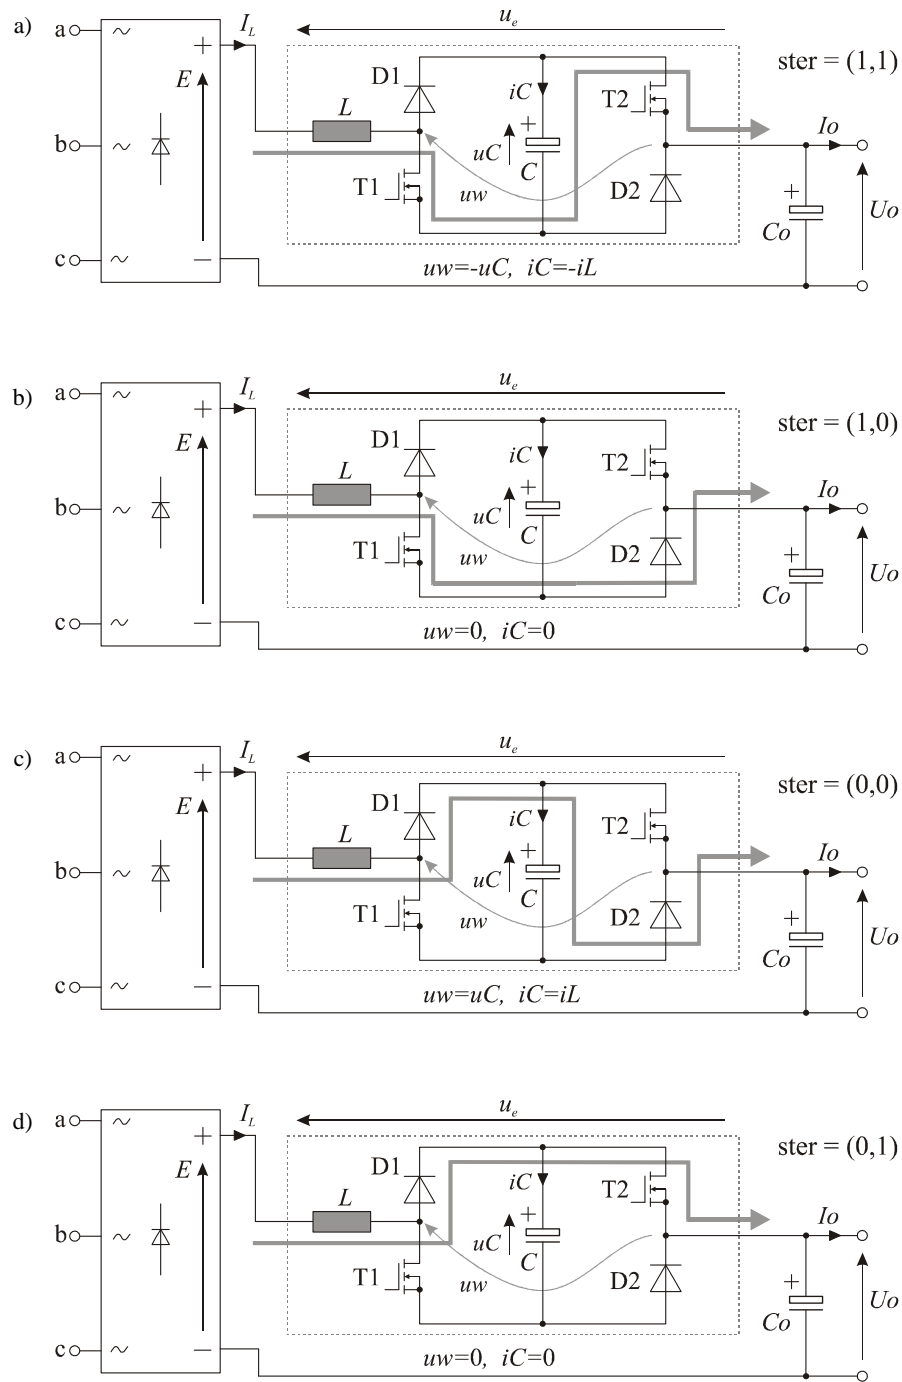 a)
u_e
ster = (1,1)
a ~
+ I_L
E
b ~
c ~
−
L
D1
T1
iC
+
uC
C
uw
T2
D2
Io
+
Co
Uo
uw=-uC, iC=-iL
b)
u_e
ster = (1,0)
a ~
+ I_L
E
b ~
c ~
−
L
D1
T1
iC
+
uC
C
uw
T2
D2
Io
+
Co
Uo
uw=0, iC=0
c)
u_e
ster = (0,0)
a ~
+ I_L
E
b ~
c ~
−
L
D1
T1
iC
+
uC
C
uw
T2
D2
Io
+
Co
Uo
uw=uC, iC=iL
d)
u_e
ster = (0,1)
a ~
+ I_L
E
b ~
c ~
−
L
D1
T1
iC
+
uC
C
uw
T2
D2
Io
+
Co
Uo
uw=0, iC=0